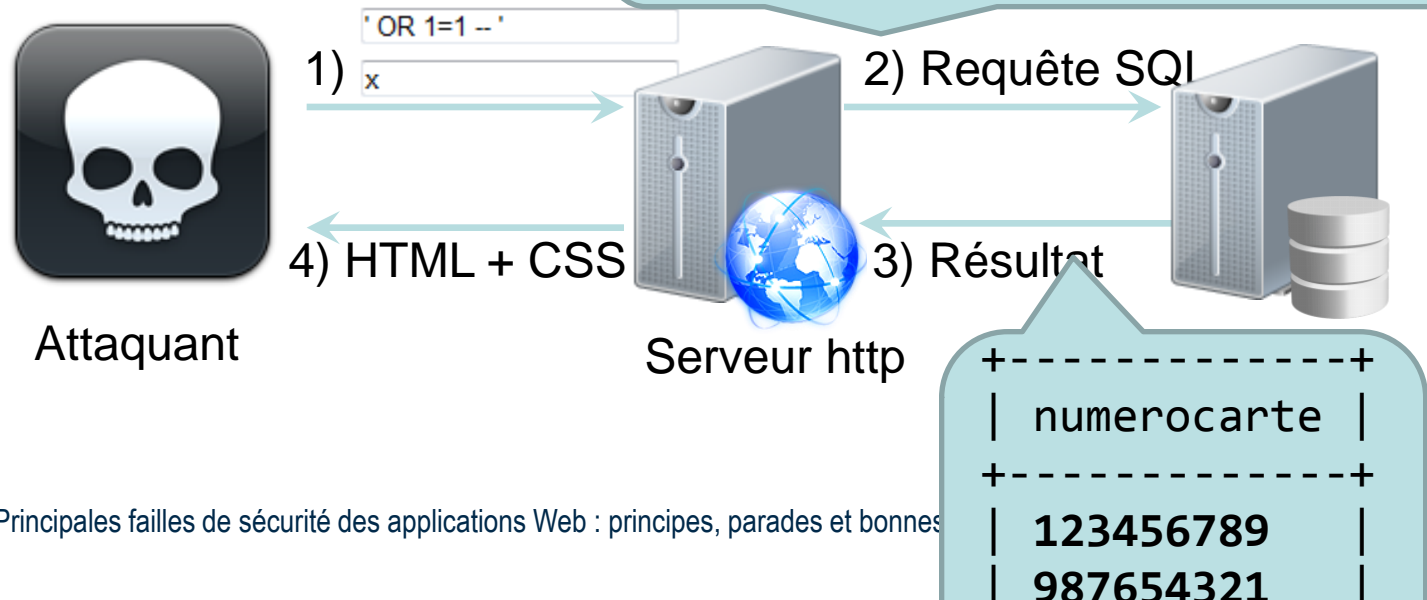 ' OR 1=1 -- '
1) x
2) Requête SQL
4) HTML + CSS
3) Résultat
Attaquant
Serveur http
+-------------+
| numerocarte |
+-------------+
| 123456789 |
| 987654321 |
Principales failles de sécurité des applications Web : principes, parades et bonnes